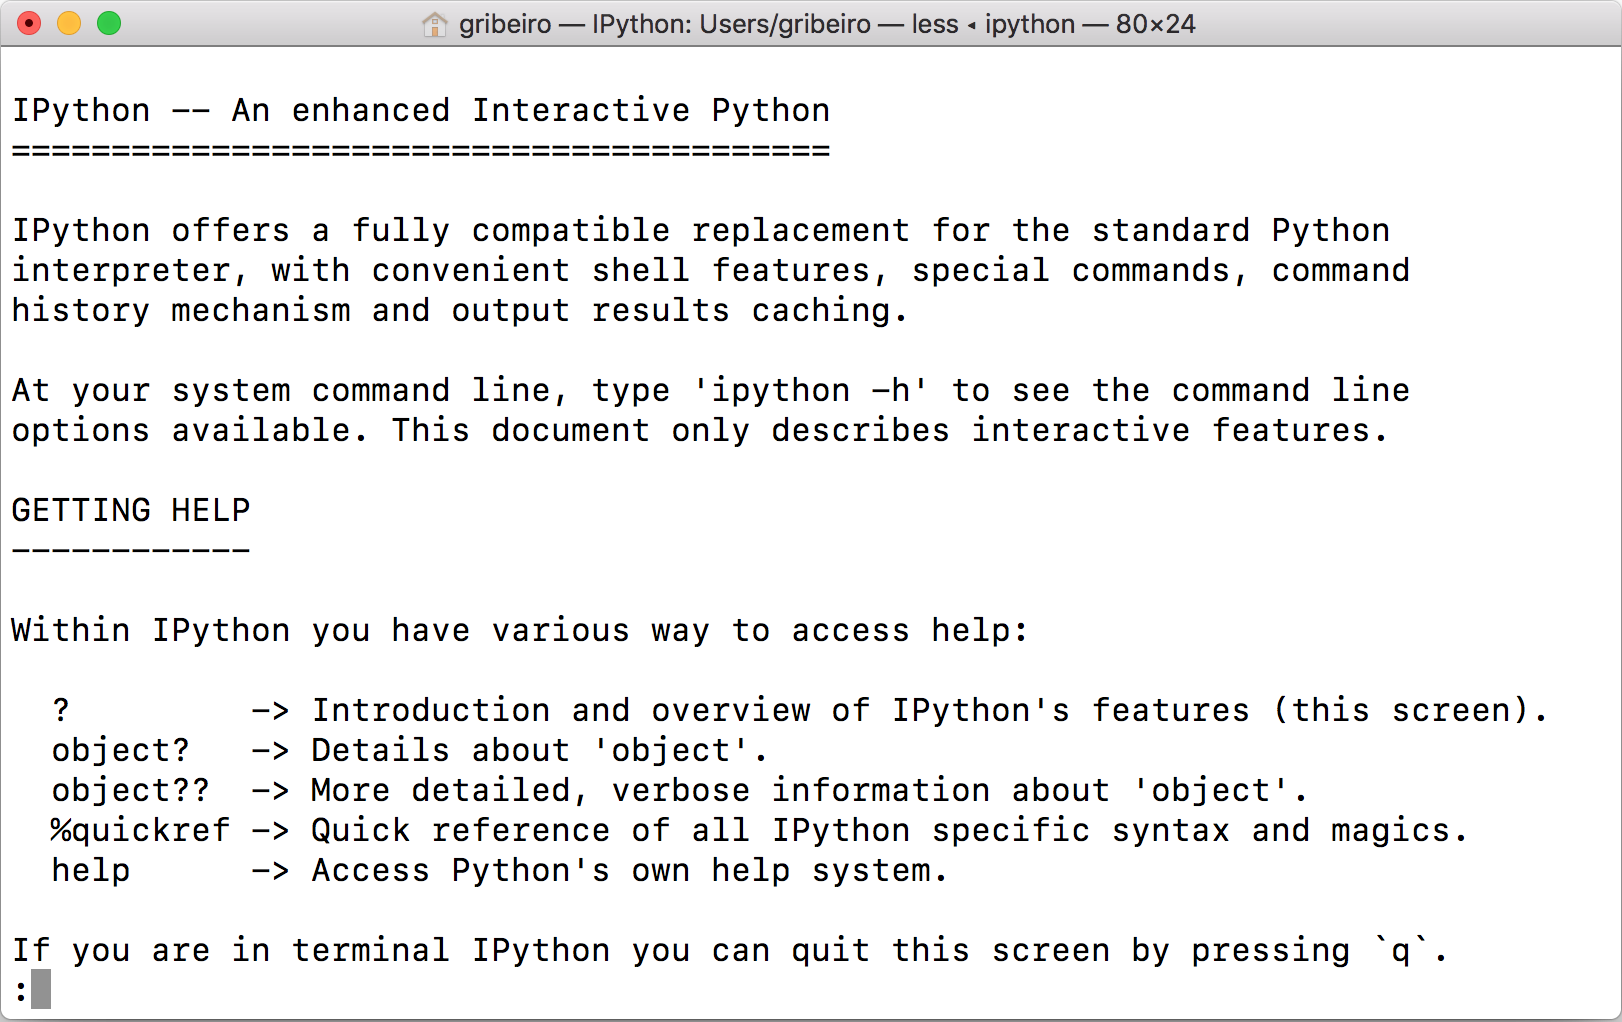 gribeiro — IPython: Users/gribeiro — less ◂ ipython — 80×24
IPython -- An enhanced Interactive Python
=========================================
IPython offers a fully compatible replacement for the standard Python
interpreter, with convenient shell features, special commands, command
history mechanism and output results caching.
At your system command line, type 'ipython -h' to see the command line
options available. This document only describes interactive features.
GETTING HELP
------------
Within IPython you have various way to access help:
  ?         -> Introduction and overview of IPython's features (this screen).
  object?   -> Details about 'object'.
  object??  -> More detailed, verbose information about 'object'.
  %quickref -> Quick reference of all IPython specific syntax and magics.
  help      -> Access Python's own help system.
If you are in terminal IPython you can quit this screen by pressing `q`.
: